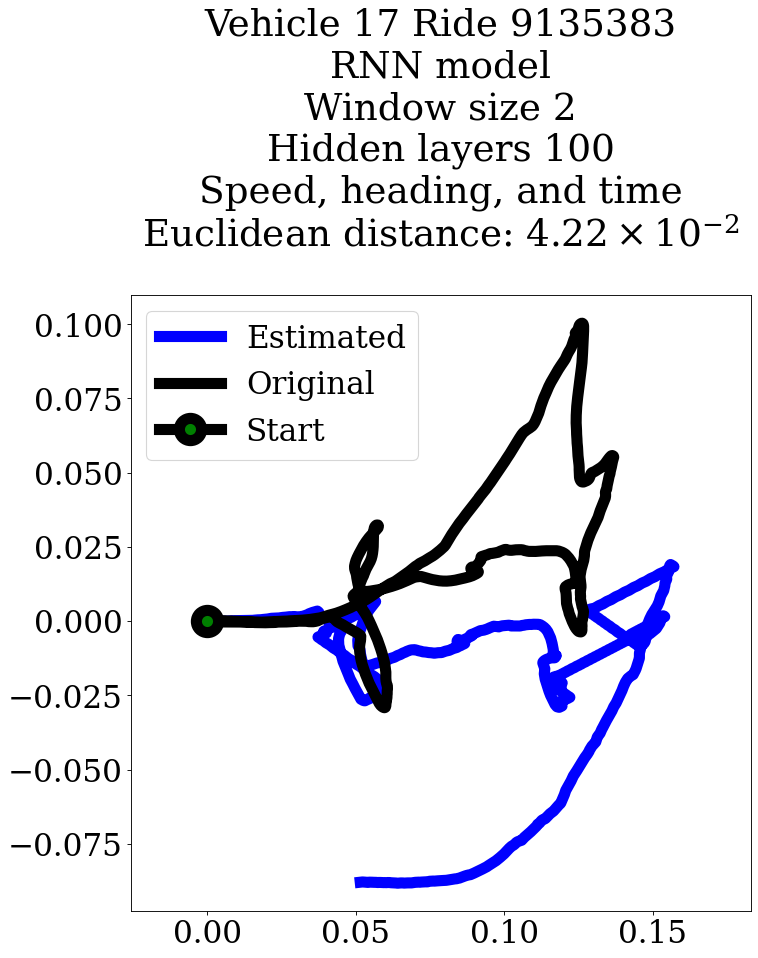 Vehicle 17 Ride 9135383
RNN model
Window size 2
Hidden layers 100
Speed, heading, and time
Euclidean distance: 4.22 × 10⁻²
Estimated
Original
Start
0.100
0.075
0.050
0.025
0.000
−0.025
−0.050
−0.075
0.00 0.05 0.10 0.15